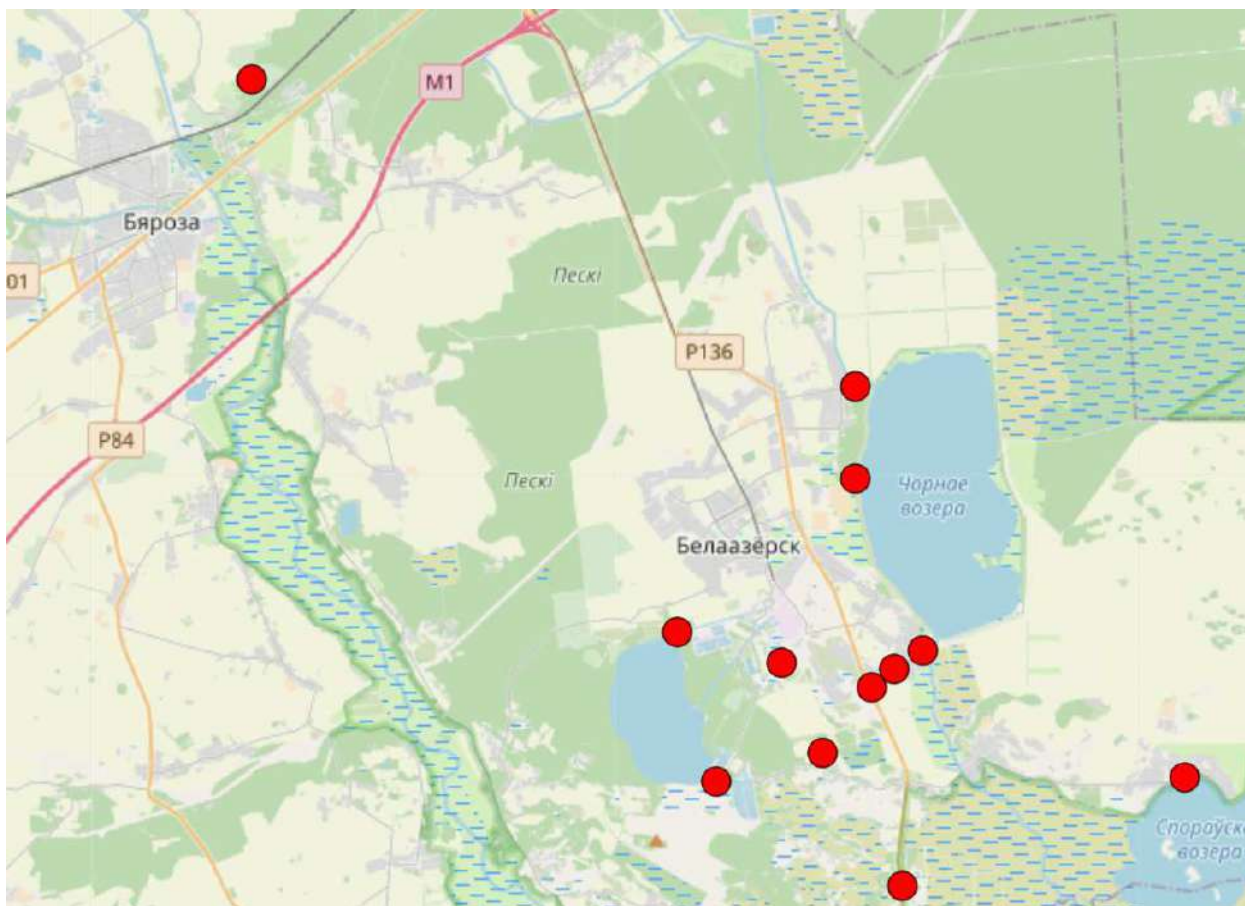 M1
Бяроза
01
Пескі
P136
P84
Пескі
Чорнае
возера
Белаазёрск
Спораўск
возера